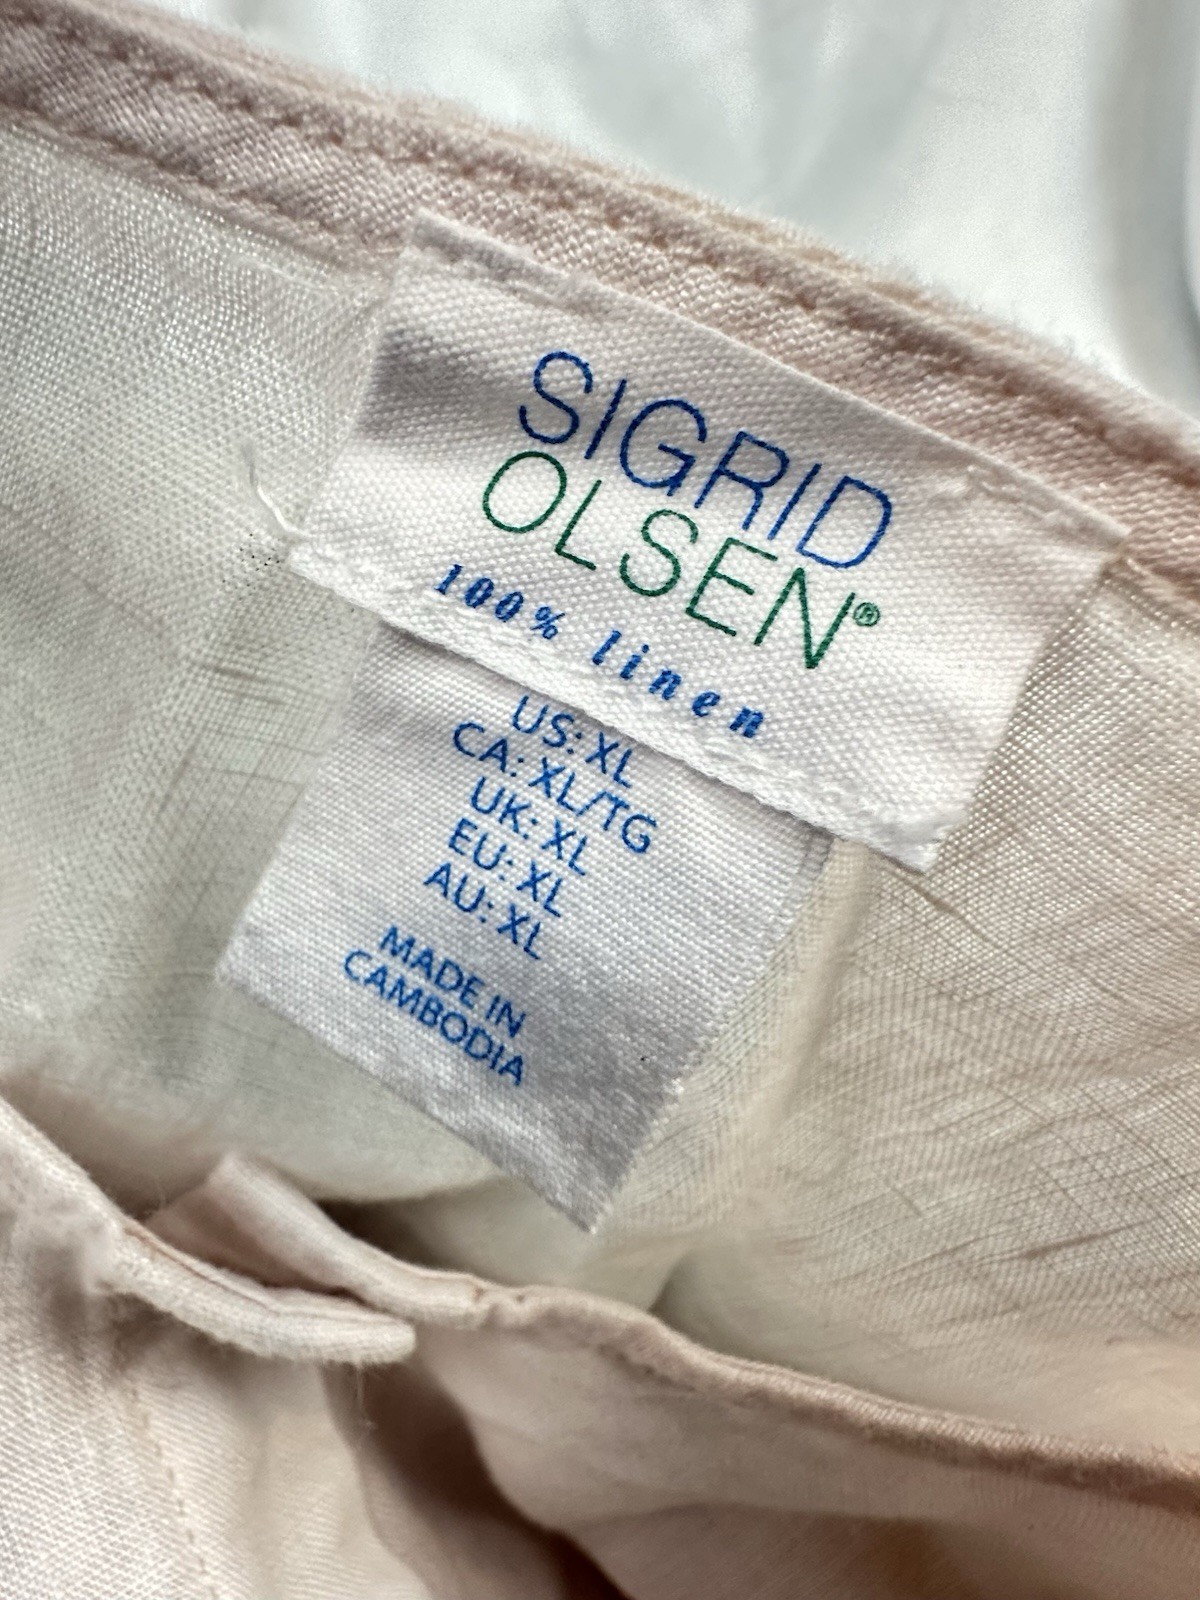 SIGRID
OLSEN®
100% linen
US: XL
CA: XL/TG
UK: XL
EU: XL
AU: XL
MADE IN
CAMBODIA